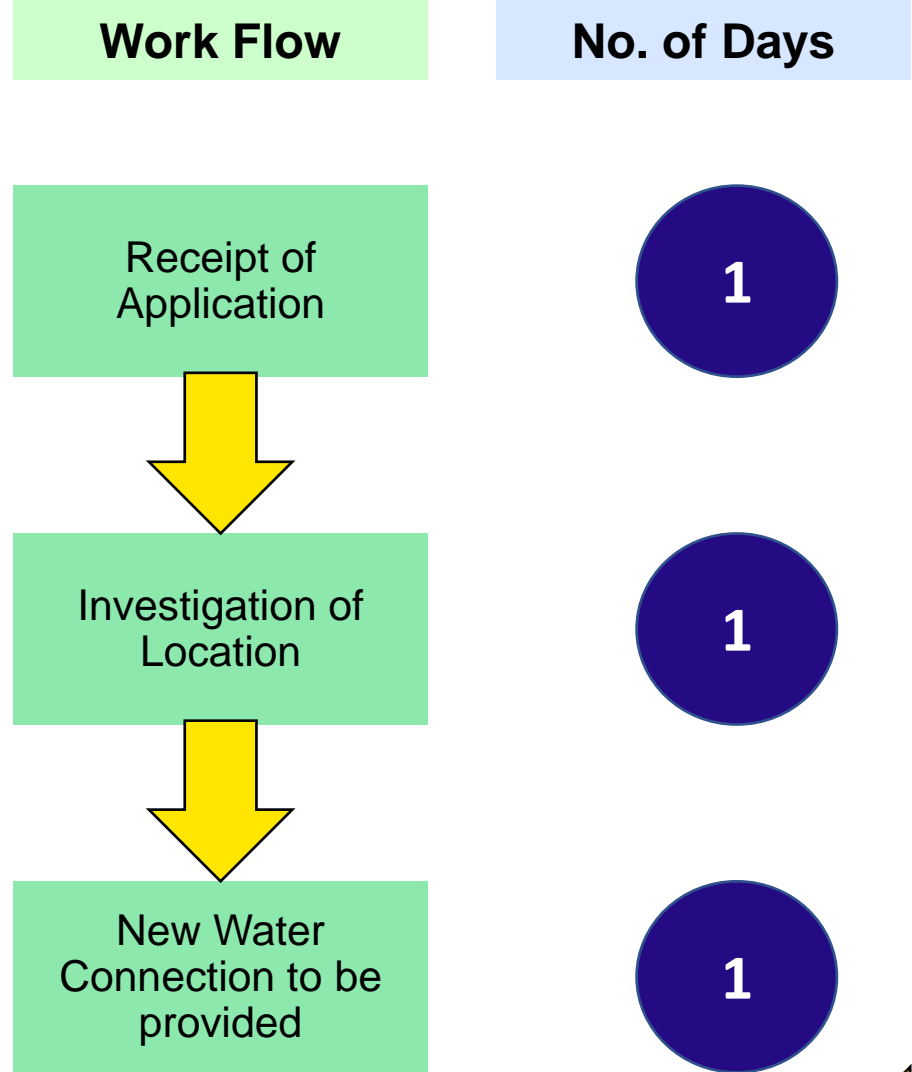 Work Flow
No. of Days
Receipt of
Application
1
Investigation of
Location
1
New Water
Connection to be
provided
1